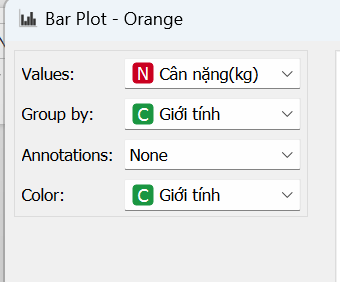 Bar Plot - Orange
Values: N Cân nặng(kg)
Group by: C Giới tính
Annotations: None
Color: C Giới tính